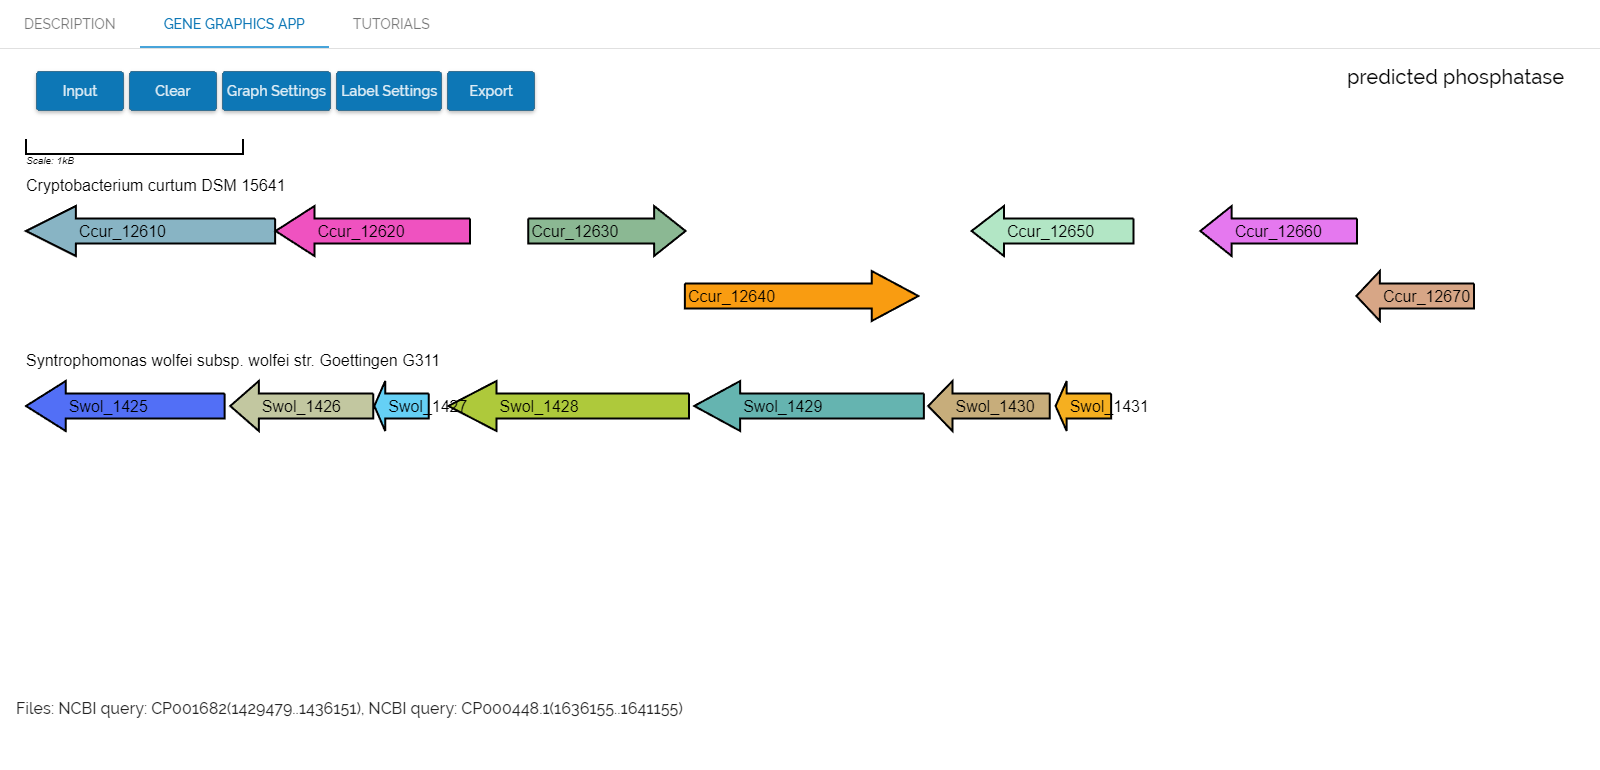 DESCRIPTION GENE GRAPHICS APP TUTORIALS
Input Clear Graph Settings Label Settings Export
predicted phosphatase
Scale: 1kB
Cryptobacterium curtum DSM 15641
Ccur_12610 Ccur_12620 Ccur_12630 Ccur_12650 Ccur_12660
Ccur_12640 Ccur_12670
Syntrophomonas wolfei subsp. wolfei str. Goettingen G311
Swol_1425 Swol_1426 Swol_1427 Swol_1428 Swol_1429 Swol_1430 Swol_1431
Files: NCBI query: CP001682(1429479..1436151), NCBI query: CP000448.1(1636155..1641155)